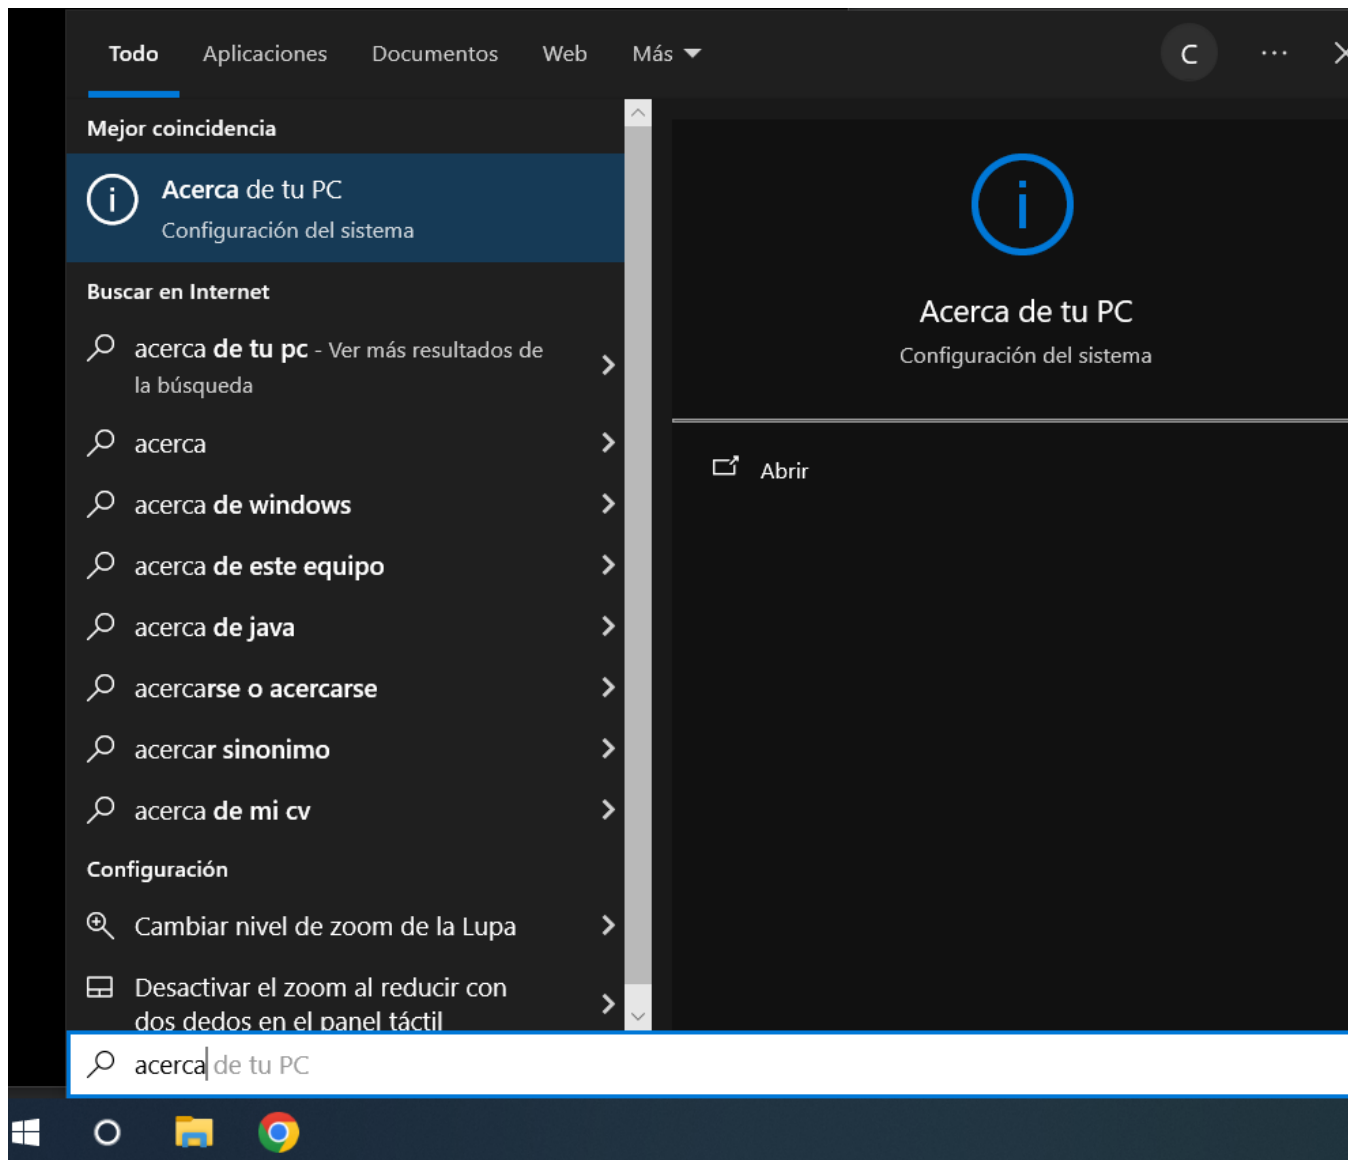 Todo Aplicaciones Documentos Web Más C ...
Mejor coincidencia
Acerca de tu PC
Configuración del sistema
Buscar en Internet
acerca de tu pc - Ver más resultados de
la búsqueda
acerca
acerca de windows
acerca de este equipo
acerca de java
acercarse o acercarse
acercar sinonimo
acerca de mi cv
Configuración
Cambiar nivel de zoom de la Lupa
Desactivar el zoom al reducir con
dos dedos en el panel táctil
Acerca de tu PC
Configuración del sistema
Abrir
acerca de tu PC